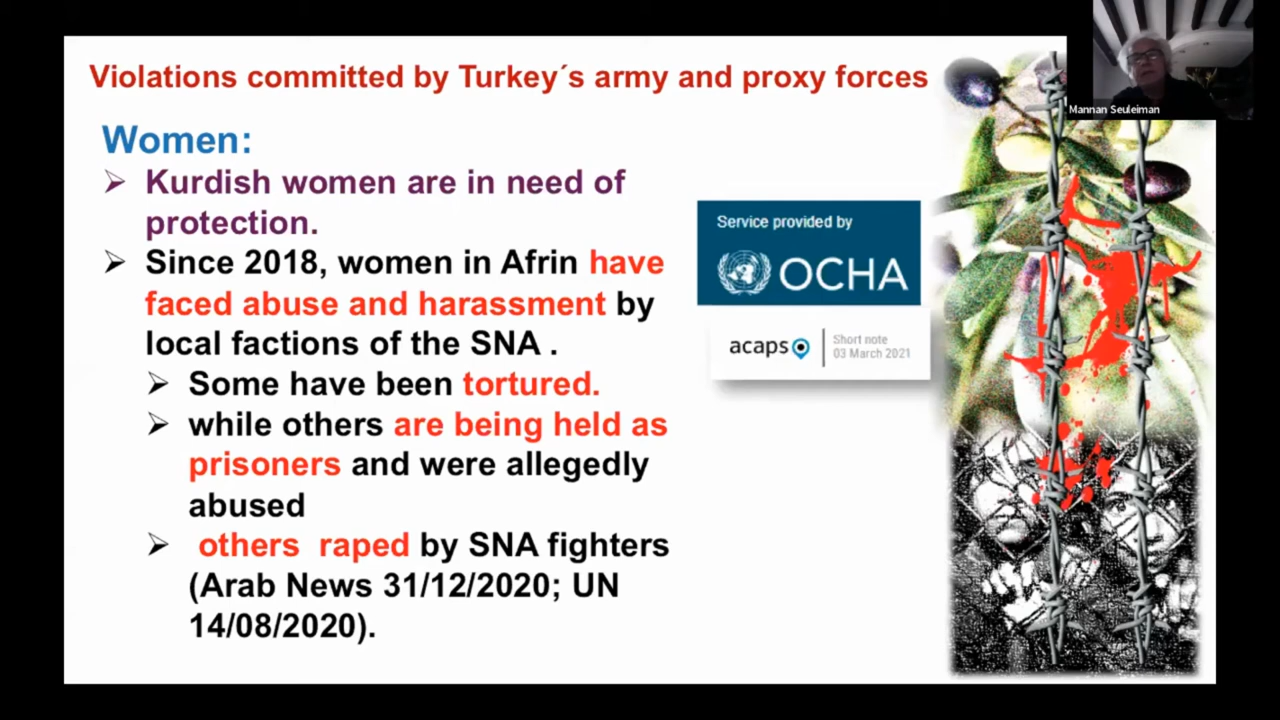 Violations committed by Turkey´s army and proxy forces
Mannan Seuleiman
Women:
Kurdish women are in need of
protection.
Since 2018, women in Afrin have
faced abuse and harassment by
local factions of the SNA .
Some have been tortured.
while others are being held as
prisoners and were allegedly
abused
others raped by SNA fighters
(Arab News 31/12/2020; UN
14/08/2020).
Service provided by
OCHA
acaps
Short note
03 March 2021